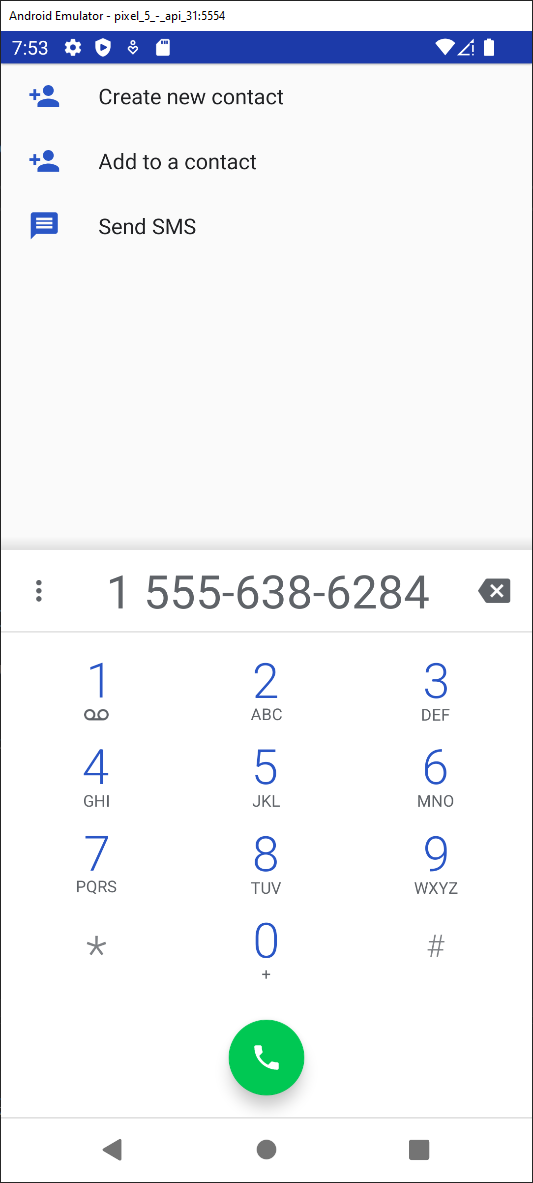 Android Emulator - pixel_5_-_api_31:5554
7:53
Create new contact
Add to a contact
Send SMS
1 555-638-6284
1 2 3
ABC DEF
4 5 6
GHI JKL MNO
7 8 9
PQRS TUV WXYZ
* 0 #
+